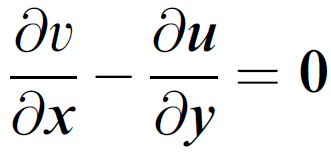 ∂v/∂x − ∂u/∂y = 0